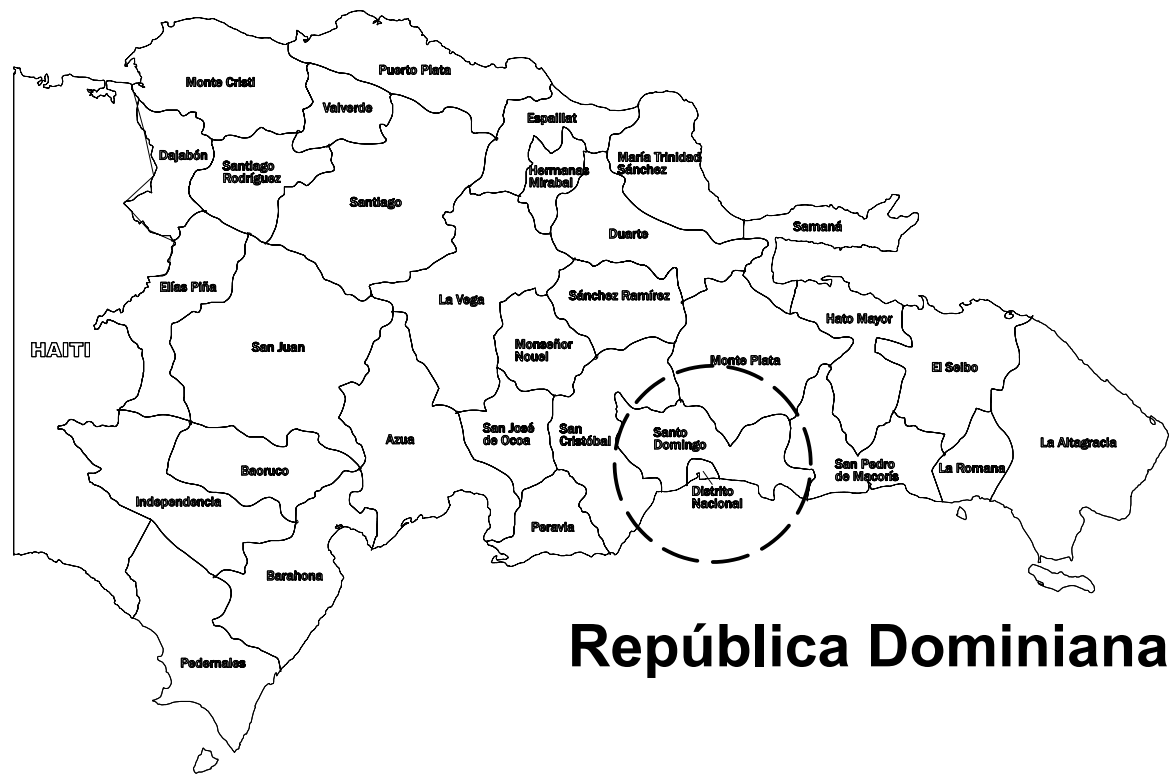 Puerto Plata
Monte Cristi
Valverde
Espaillat
Dajabón
Santiago
Rodríguez
Hermanas
Mirabal
María Trinidad
Sánchez
Santiago
Samaná
Duarte
Elías Piña
Sánchez Ramírez
La Vega
Hato Mayor
HAITI
San Juan
Monseñor
Nouel
Monte Plata
El Seibo
San José
de Ocoa
San
Cristóbal
Santo
Domingo
Azua
La Altagracia
Baoruco
San Pedro
de Macorís
La Romana
Independencia
Distrito
Nacional
Peravia
Barahona
República Dominiana
Pedernales